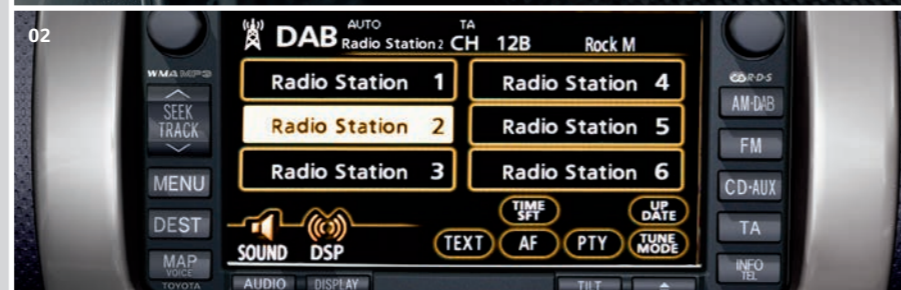 02
DAB AUTO TA
Radio Station 2 CH 12B Rock M
WMA MP3
Radio Station 1
Radio Station 4
RDS
SEEK
TRACK
AM·DAB
Radio Station 2
Radio Station 5
FM
MENU
Radio Station 3
Radio Station 6
CD·AUX
TIME
SFT
UP
DATE
DEST
SOUND
DSP
TEXT
AF
PTY
TUNE
MODE
TA
MAP
VOICE
INFO
TEL
TOYOTA
AUDIO
DISPLAY
TILT